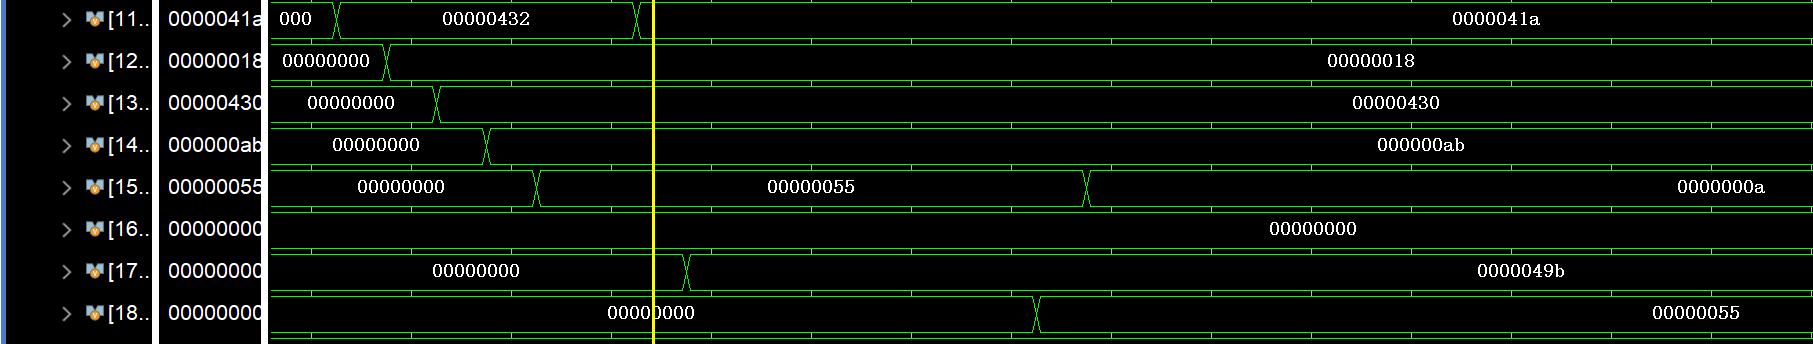 [11... 0000041a 000 00000432 0000041a
[12... 00000018 00000000 00000018
[13... 00000430 00000000 00000430
[14... 000000ab 00000000 000000ab
[15... 00000055 00000000 00000055 0000000a
[16... 00000000 00000000
[17... 00000000 00000000 0000049b
[18... 00000000 00000000 00000055